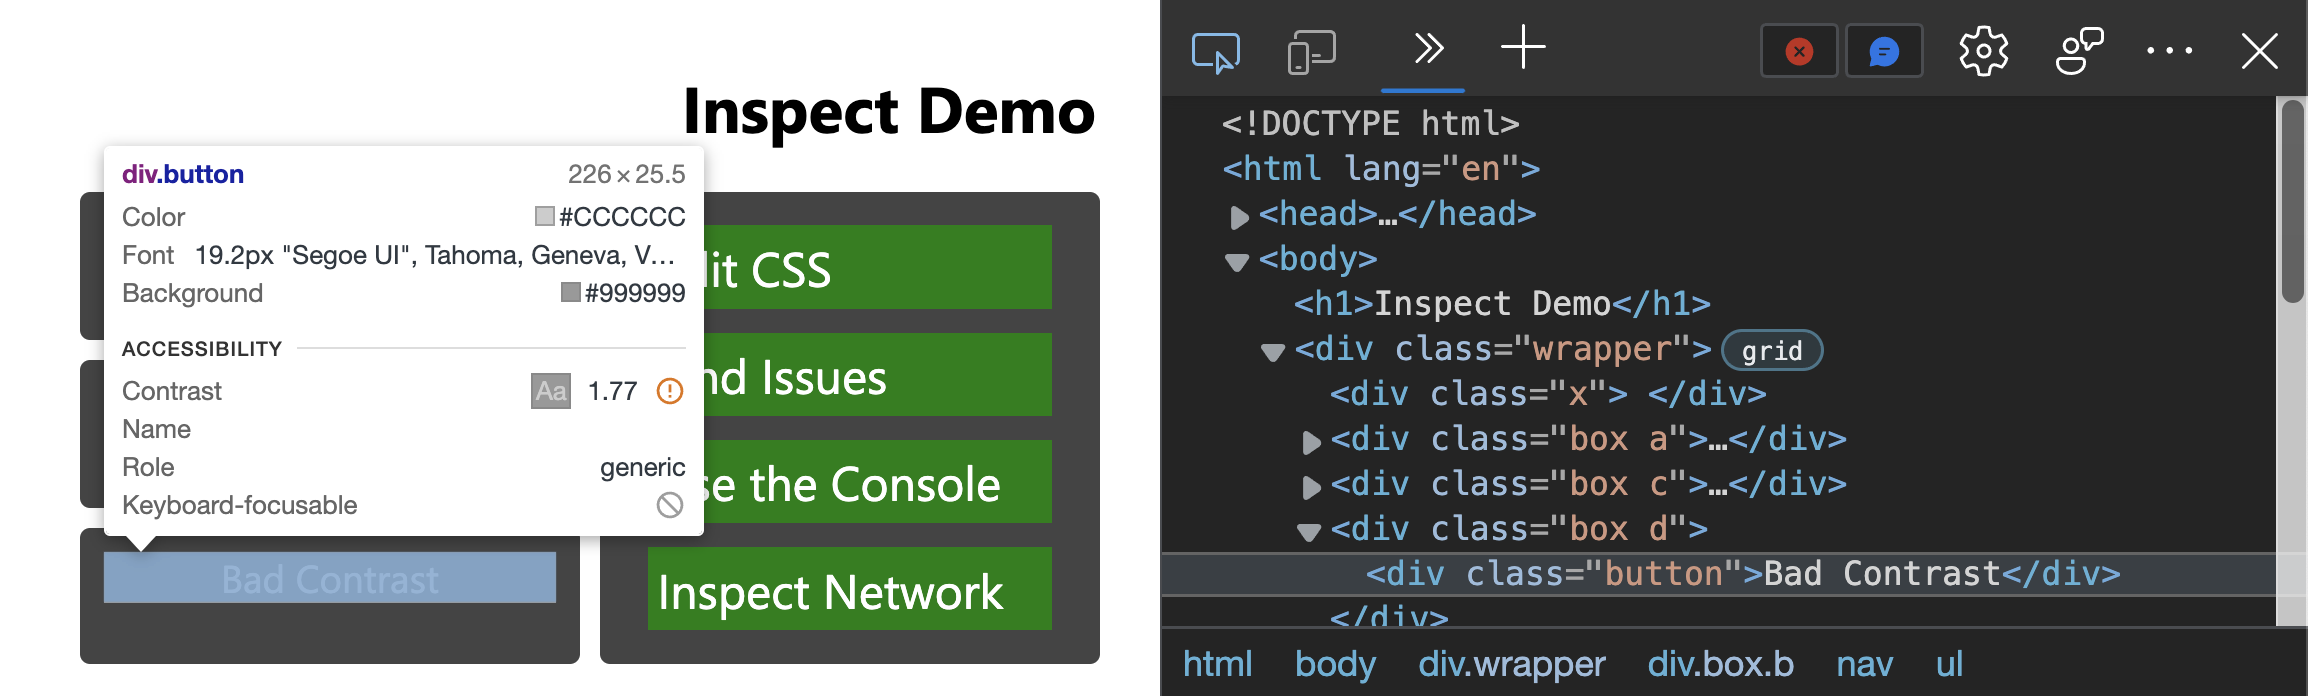 Inspect Demo
div.button 226 × 25.5
Color #CCCCCC
Font 19.2px "Segoe UI", Tahoma, Geneva, V…
Background #999999
ACCESSIBILITY
Contrast Aa 1.77
Name
Role generic
Keyboard-focusable
Bad Contrast
it CSS
nd Issues
se the Console
Inspect Network
<!DOCTYPE html>
<html lang="en">
<head>…</head>
<body>
<h1>Inspect Demo</h1>
<div class="wrapper"> grid
<div class="x"> </div>
<div class="box a">…</div>
<div class="box c">…</div>
<div class="box d">
<div class="button">Bad Contrast</div>
</div>
html body div.wrapper div.box.b nav ul